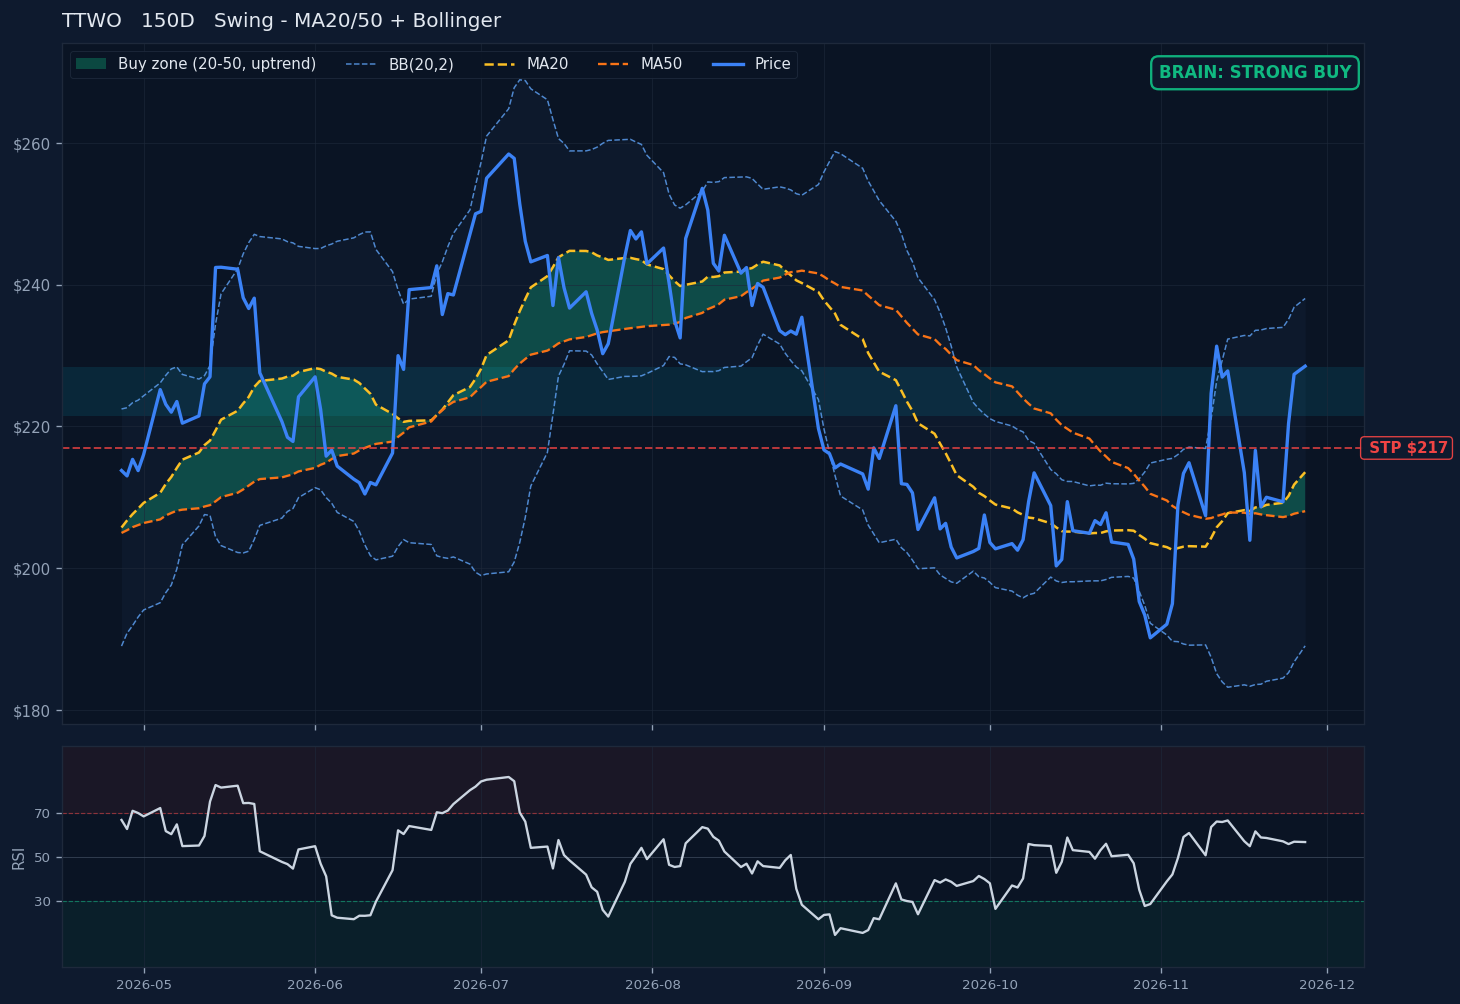 TTWO   150D   Swing - MA20/50 + Bollinger
Buy zone (20-50, uptrend)   BB(20,2)   MA20   MA50   Price
BRAIN: STRONG BUY
$260
$240
$220
STP $217
$200
$180
RSI
70
50
30
2026-05   2026-06   2026-07   2026-08   2026-09   2026-10   2026-11   2026-12